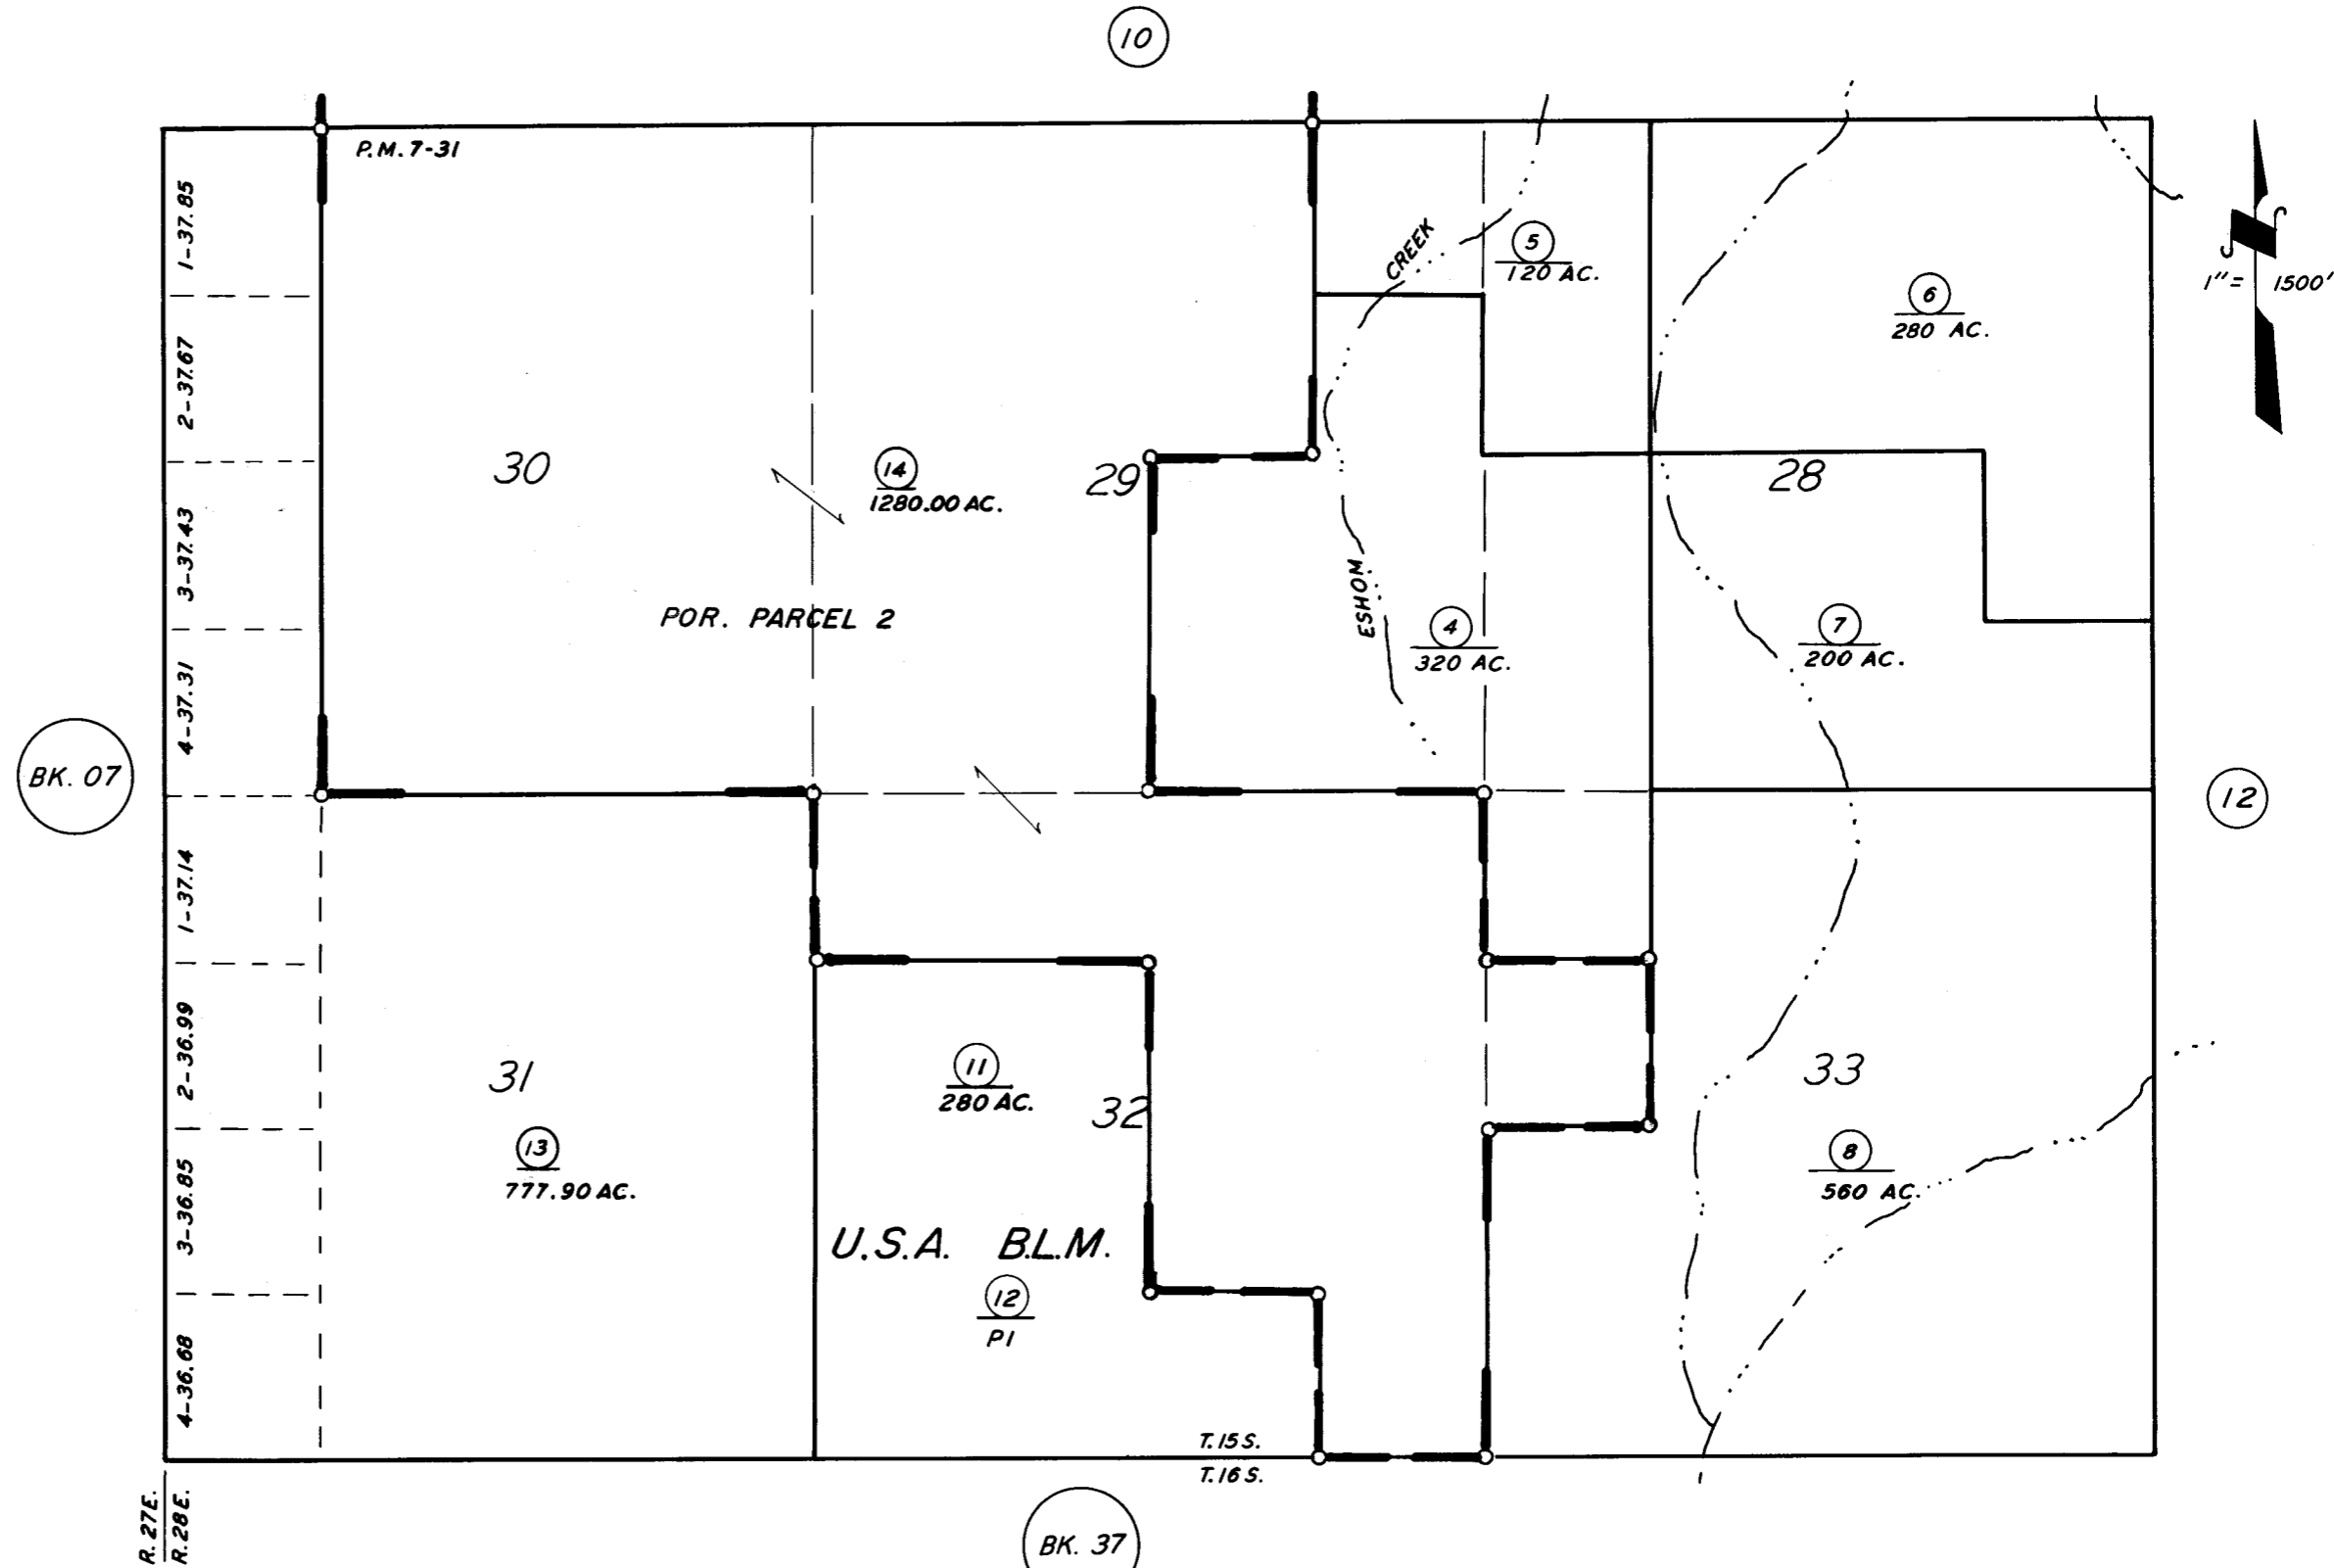 10
P.M. 7-31
1-37.85
2-37.67
3-37.43
4-37.31
1-37.14
2-36.99
3-36.85
4-36.68
CREEK
5
120 AC.
6
280 AC.
1" = 1500'
30
14
1280.00 AC.
29
28
POR. PARCEL 2
ESHOM
4
320 AC.
7
200 AC.
BK. 07
12
31
13
777.90 AC.
11
280 AC.
32
33
8
560 AC.
U.S.A. B.L.M.
12
P1
T.15 S.
T.16 S.
R. 27E.
R. 28E.
BK. 37